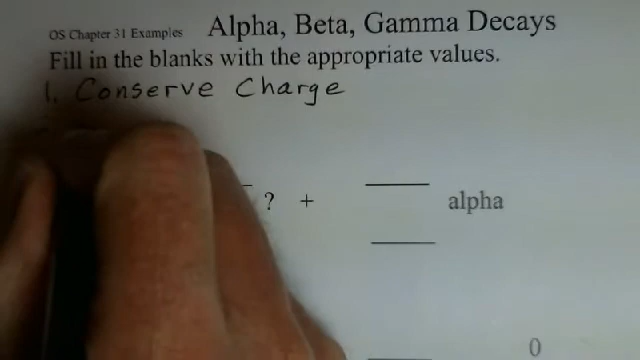 OS Chapter 31 Examples Alpha, Beta, Gamma Decays
Fill in the blanks with the appropriate values.
1. Conserve Charge
? + alpha
0